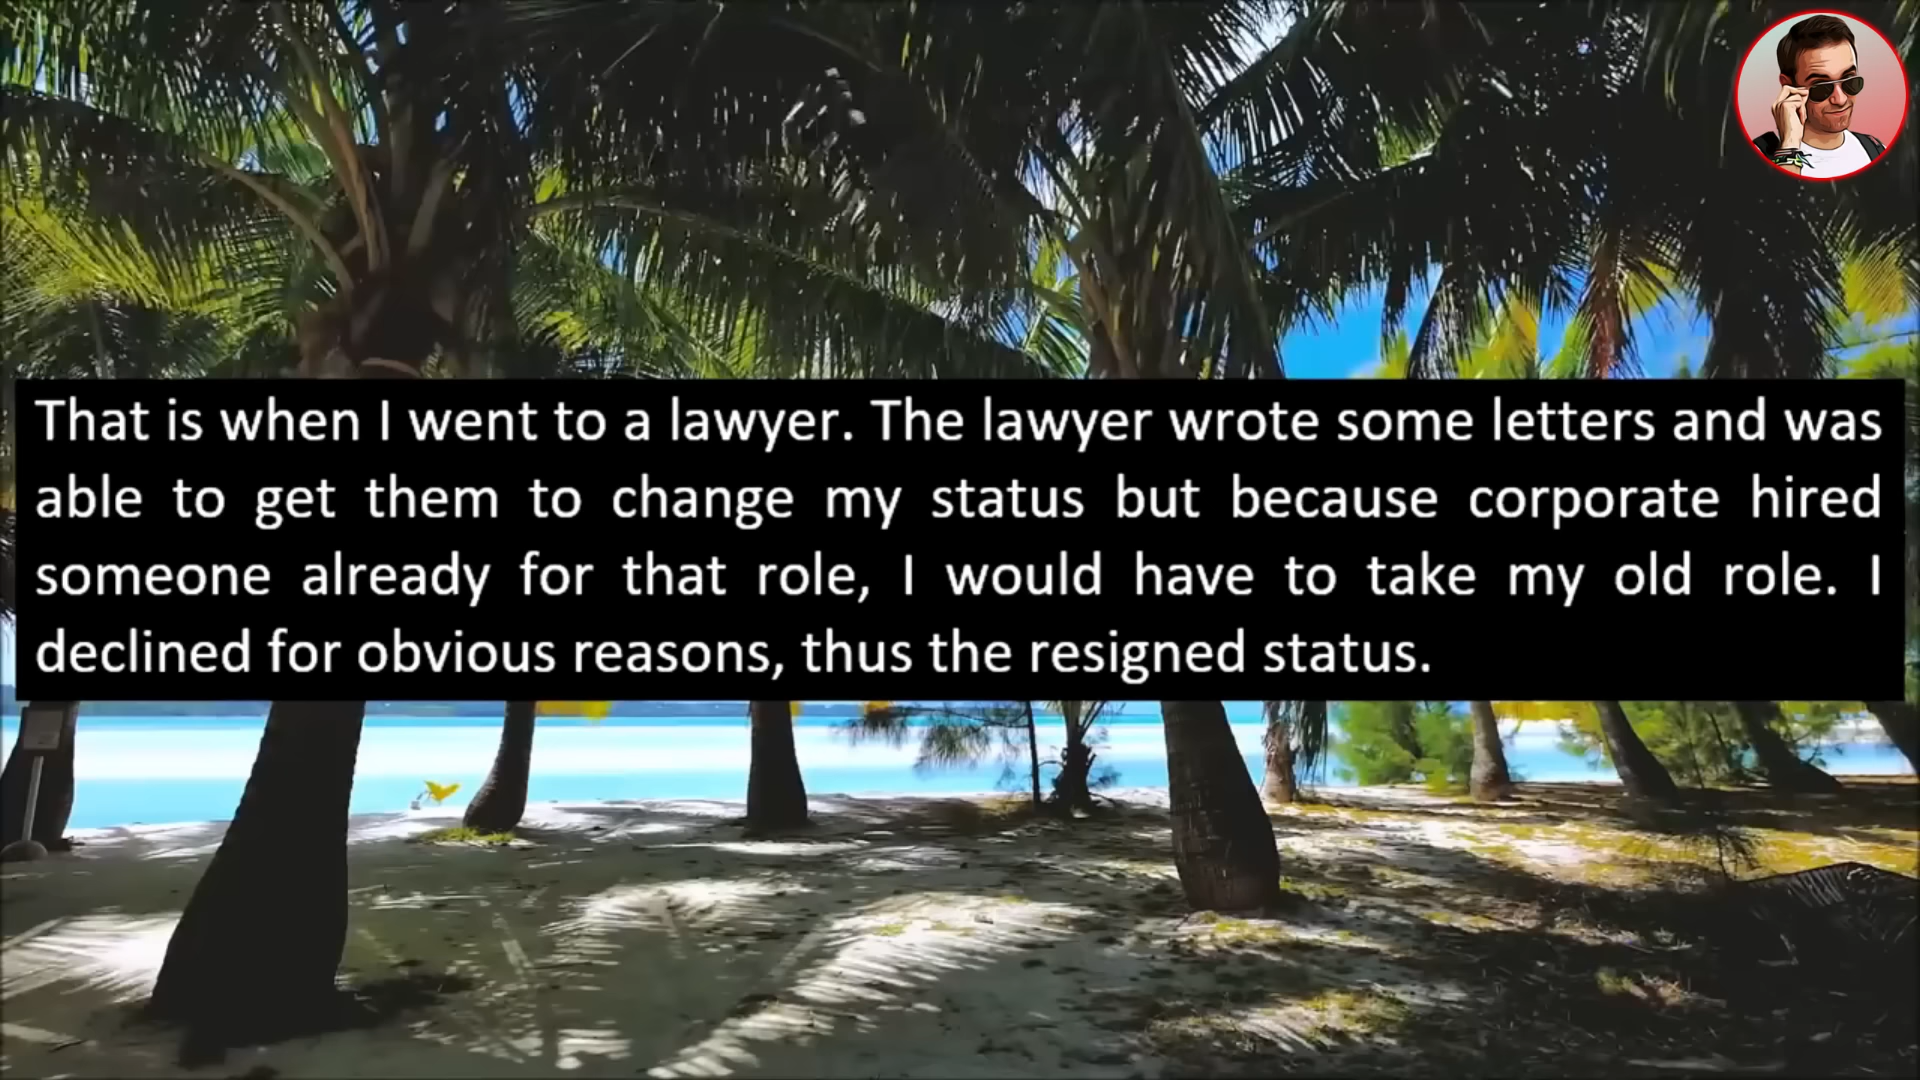 That is when I went to a lawyer. The lawyer wrote some letters and was
able to get them to change my status but because corporate hired
someone already for that role, I would have to take my old role. I
declined for obvious reasons, thus the resigned status.